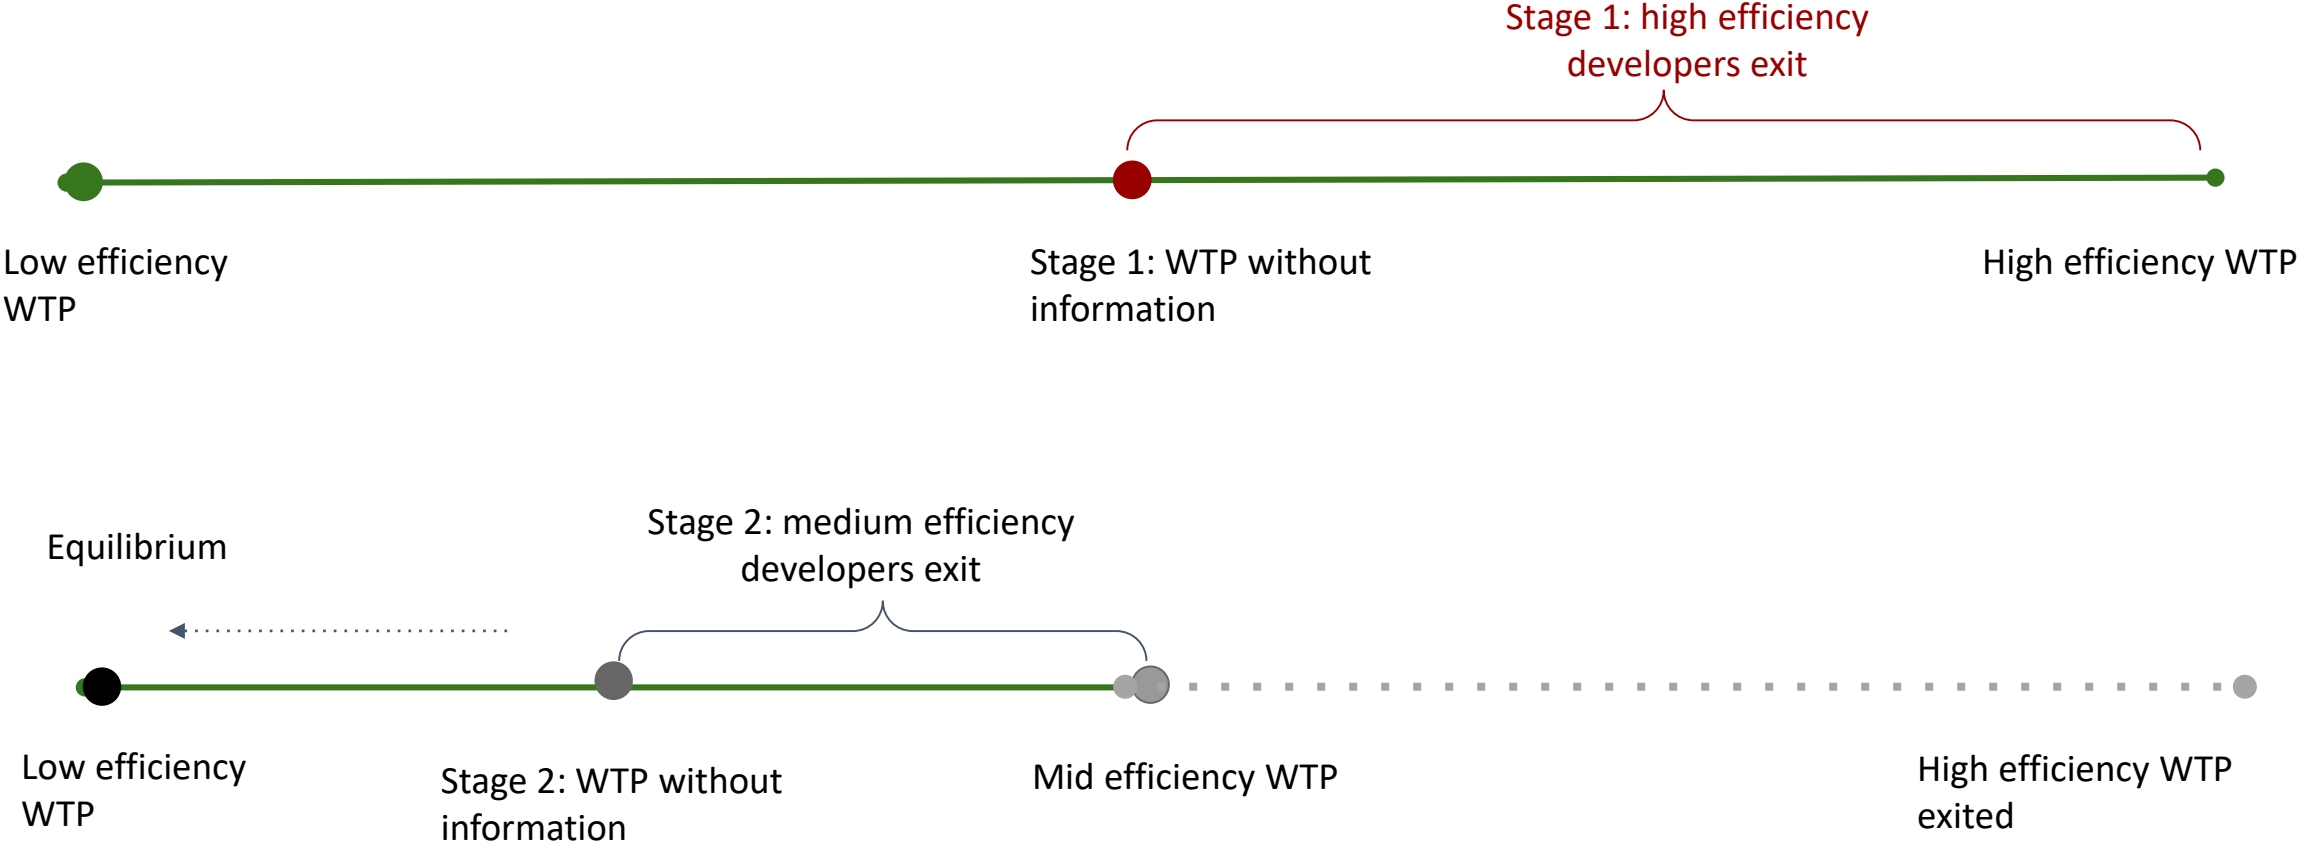 Stage 1: high efficiency
developers exit
Low efficiency
WTP
Stage 1: WTP without
information
High efficiency WTP
Equilibrium
Stage 2: medium efficiency
developers exit
Low efficiency
WTP
Stage 2: WTP without
information
Mid efficiency WTP
High efficiency WTP
exited